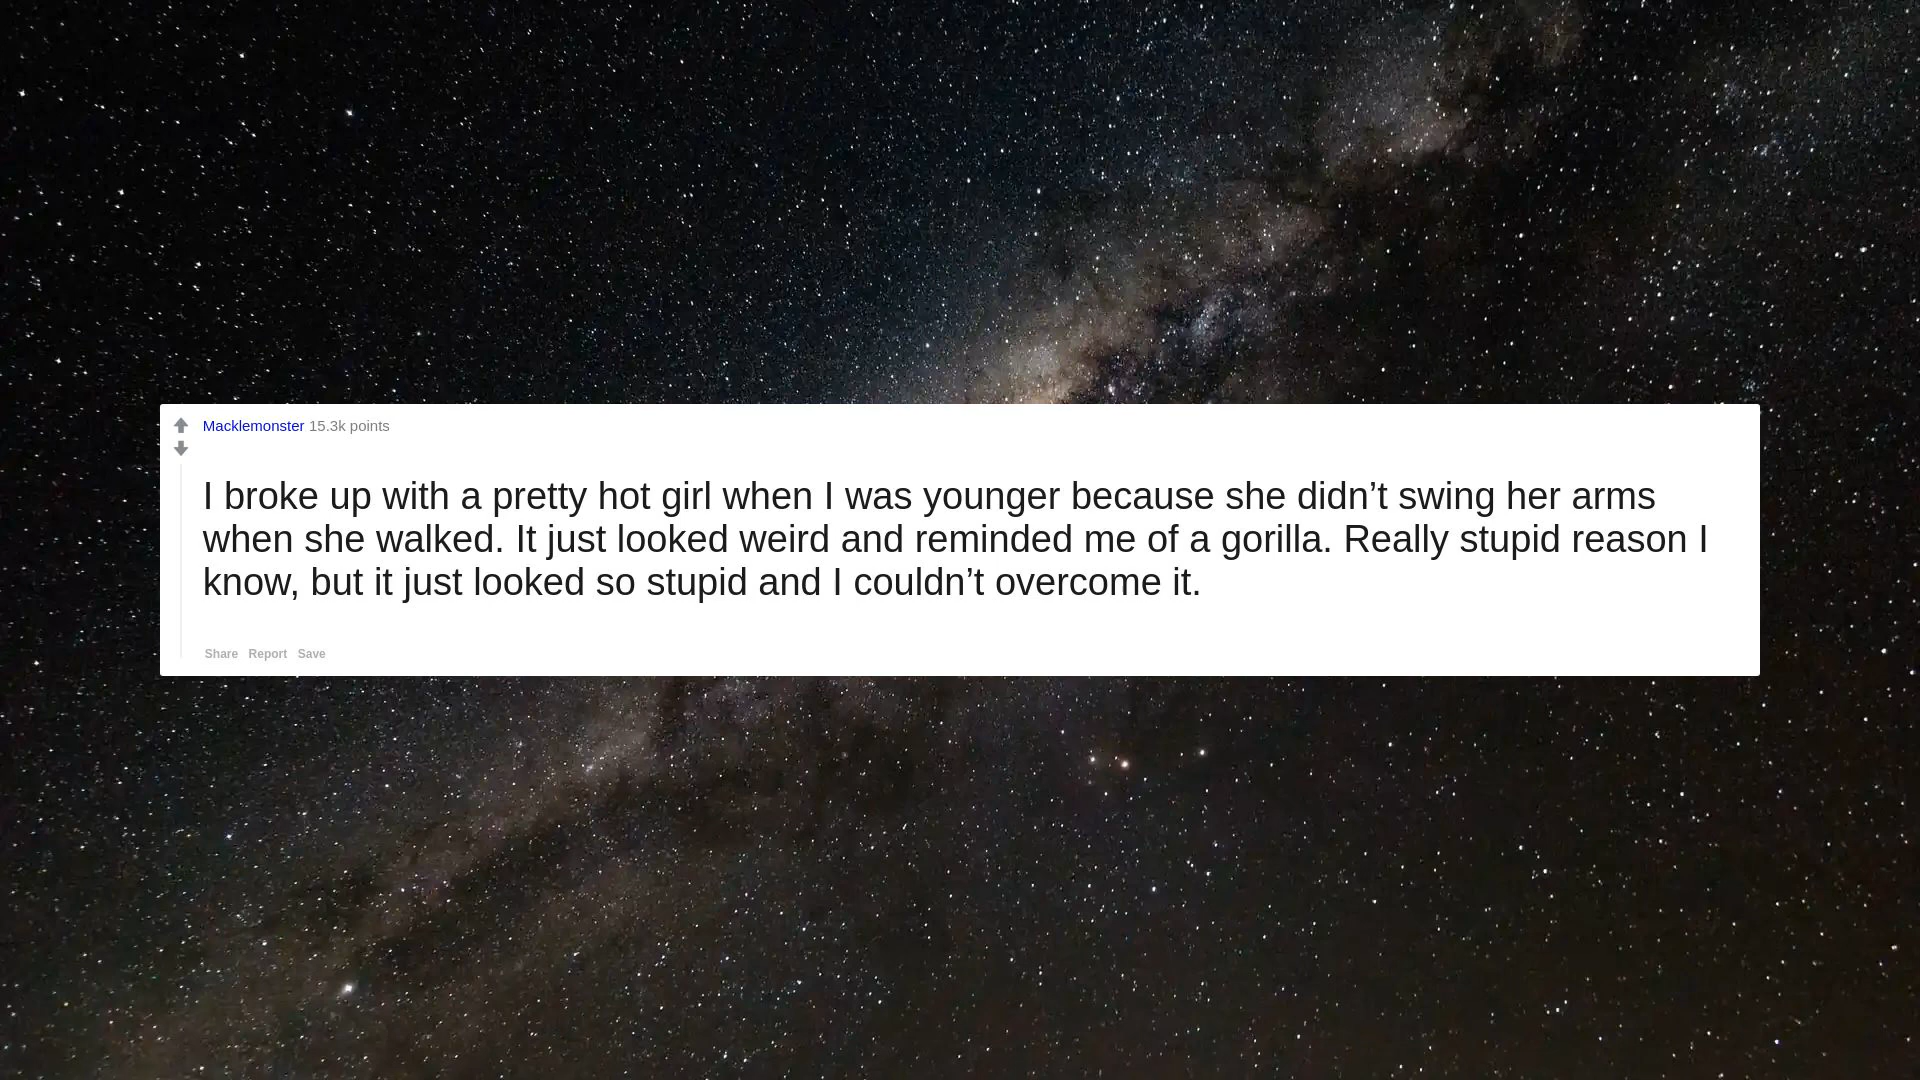 Macklemonster 15.3k points
I broke up with a pretty hot girl when I was younger because she didn’t swing her arms
when she walked. It just looked weird and reminded me of a gorilla. Really stupid reason I
know, but it just looked so stupid and I couldn’t overcome it.
Share Report Save